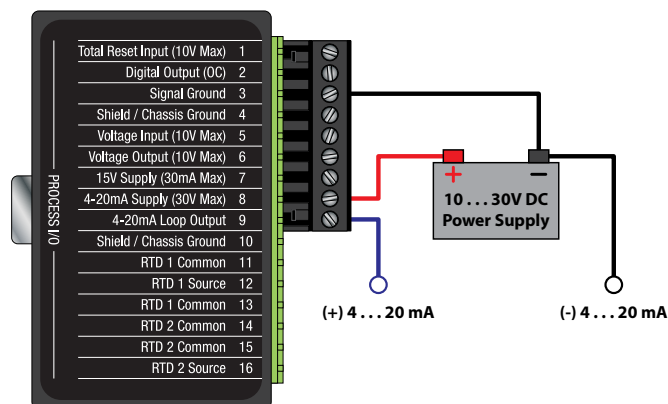 PROCESS I/O
Total Reset Input (10V Max) 1
Digital Output (OC) 2
Signal Ground 3
Shield / Chassis Ground 4
Voltage Input (10V Max) 5
Voltage Output (10V Max) 6
15V Supply (30mA Max) 7
4-20mA Supply (30V Max) 8
4-20mA Loop Output 9
Shield / Chassis Ground 10
RTD 1 Common 11
RTD 1 Source 12
RTD 1 Common 13
RTD 2 Common 14
RTD 2 Common 15
RTD 2 Source 16
+ –
10 . . . 30V DC
Power Supply
(+) 4 . . . 20 mA
(-) 4 . . . 20 mA